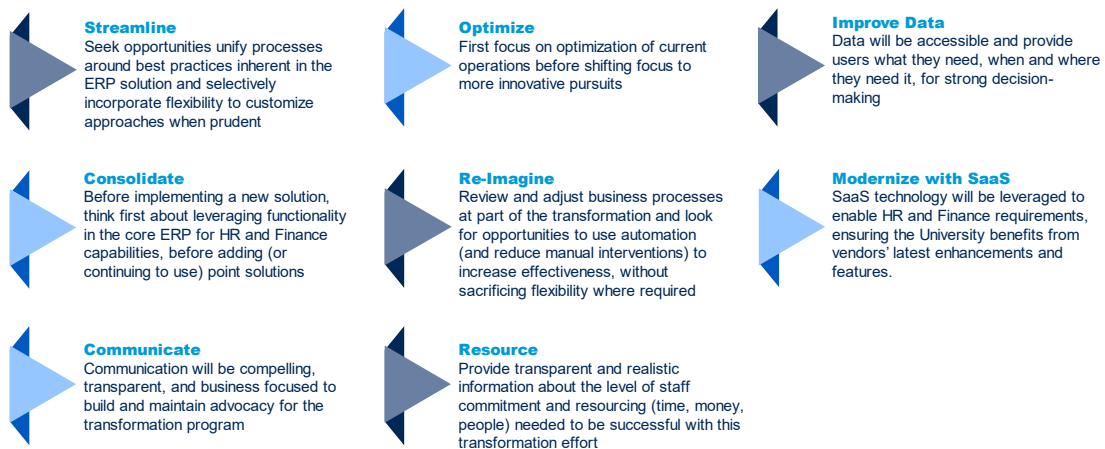 Streamline
Seek opportunities unify processes
around best practices inherent in the
ERP solution and selectively
incorporate flexibility to customize
approaches when prudent
Optimize
First focus on optimization of current
operations before shifting focus to
more innovative pursuits
Improve Data
Data will be accessible and provide
users what they need, when and where
they need it, for strong decision-
making
Consolidate
Before implementing a new solution,
think first about leveraging functionality
in the core ERP for HR and Finance
capabilities, before adding (or
continuing to use) point solutions
Re-Imagine
Review and adjust business processes
at part of the transformation and look
for opportunities to use automation
(and reduce manual interventions) to
increase effectiveness, without
sacrificing flexibility where required
Modernize with SaaS
SaaS technology will be leveraged to
enable HR and Finance requirements,
ensuring the University benefits from
vendors' latest enhancements and
features.
Communicate
Communication will be compelling,
transparent, and business focused to
build and maintain advocacy for the
transformation program
Resource
Provide transparent and realistic
information about the level of staff
commitment and resourcing (time, money,
people) needed to be successful with this
transformation effort